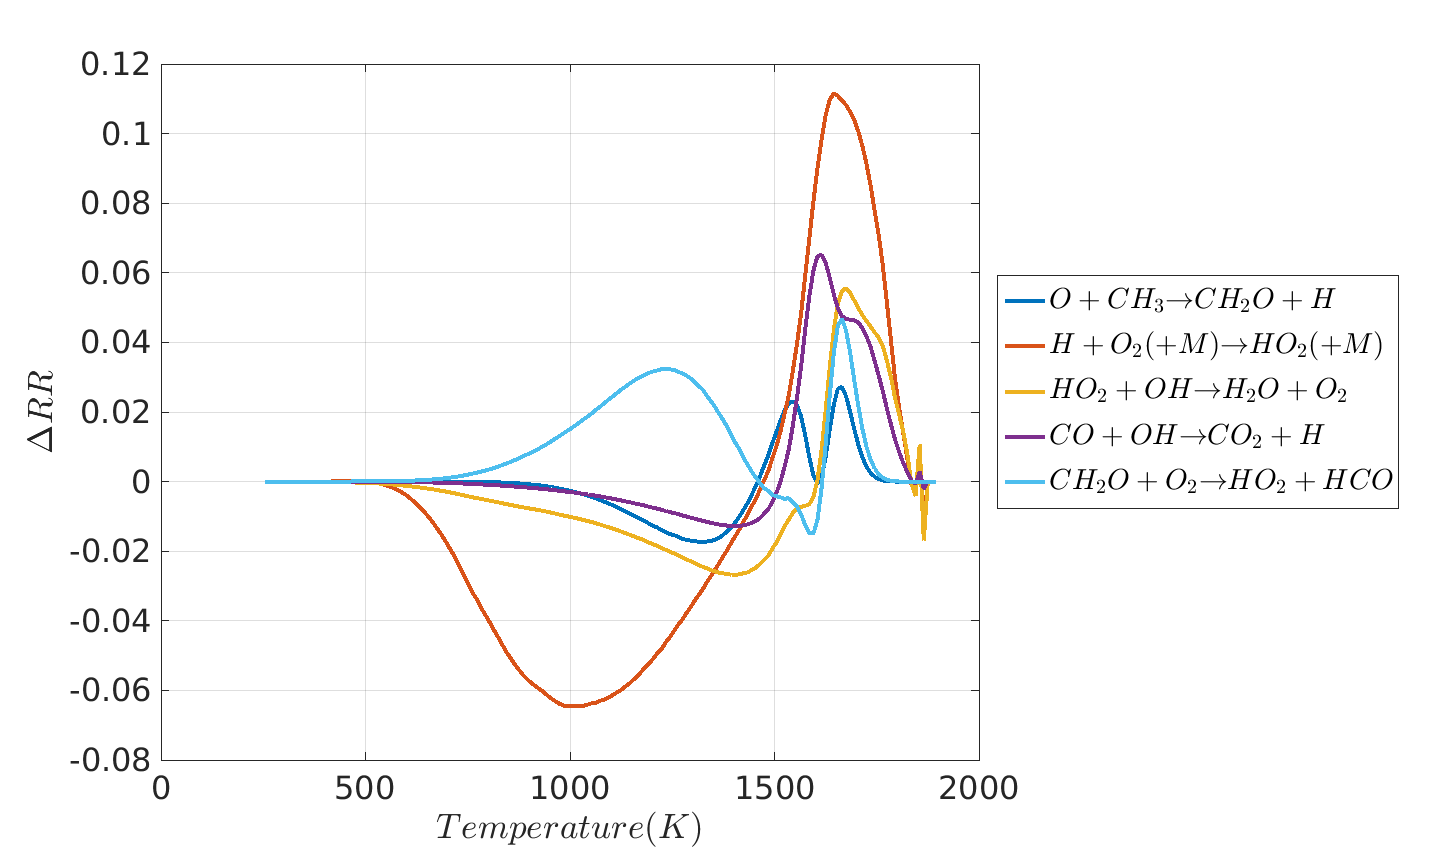 0.12
0.1
0.08
0.06
0.04
0.02
0
-0.02
-0.04
-0.06
-0.08
0 500 1000 1500 2000
Temperature(K)
ΔRR
O + CH₃→CH₂O + H
H + O₂(+M)→HO₂(+M)
HO₂ + OH→H₂O + O₂
CO + OH→CO₂ + H
CH₂O + O₂→HO₂ + HCO